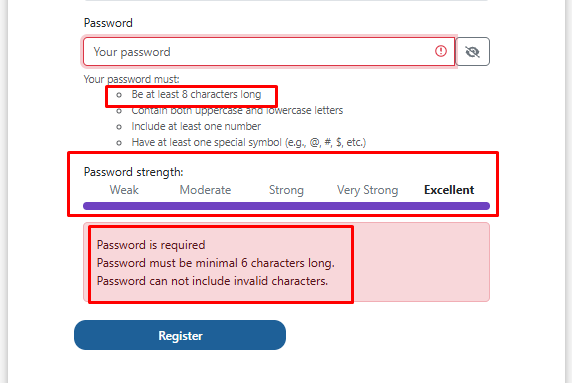 Password
Your password
Your password must:
Be at least 8 characters long
Contain both uppercase and lowercase letters
Include at least one number
Have at least one special symbol (e.g., @, #, $, etc.)
Password strength:
Weak Moderate Strong Very Strong Excellent
Password is required
Password must be minimal 6 characters long.
Password can not include invalid characters.
Register